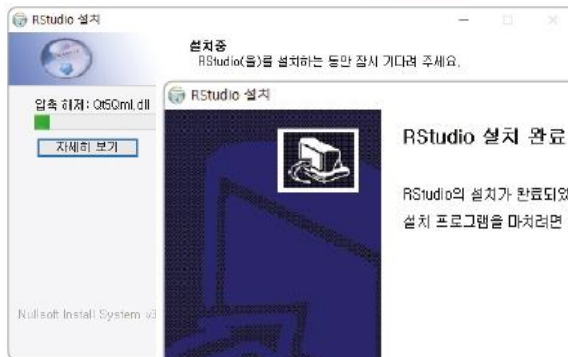 RStudio 설치
설치중
RStudio(을)를 설치하는 동안 잠시 기다려 주세요.
압축 해제: Qt5Qml.dll
자세히 보기
Nullsoft Install System v3
RStudio 설치
RStudio 설치 완료
RStudio의 설치가 완료되었
설치 프로그램을 마치려면